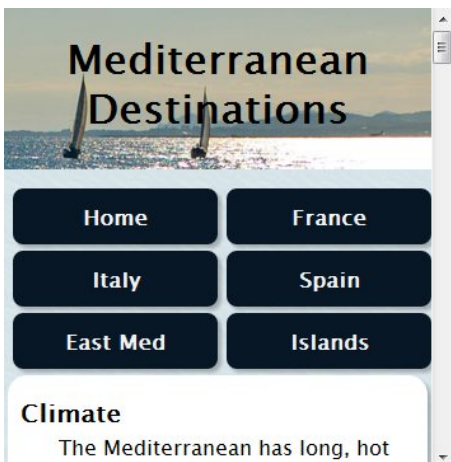 Mediterranean
Destinations
Home
France
Italy
Spain
East Med
Islands
Climate
The Mediterranean has long, hot